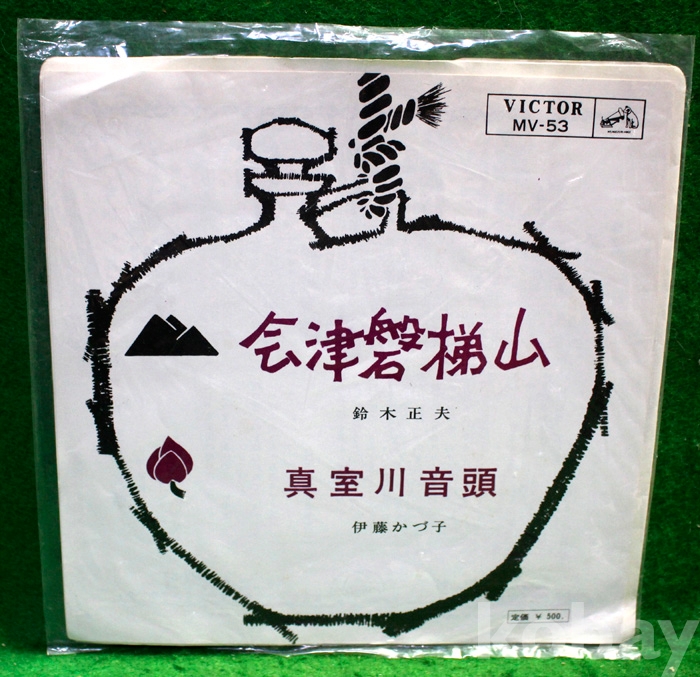 VICTOR
MV-53
会津磐梯山
鈴木正夫
真室川音頭
伊藤かづ子
定価 ¥ 500.